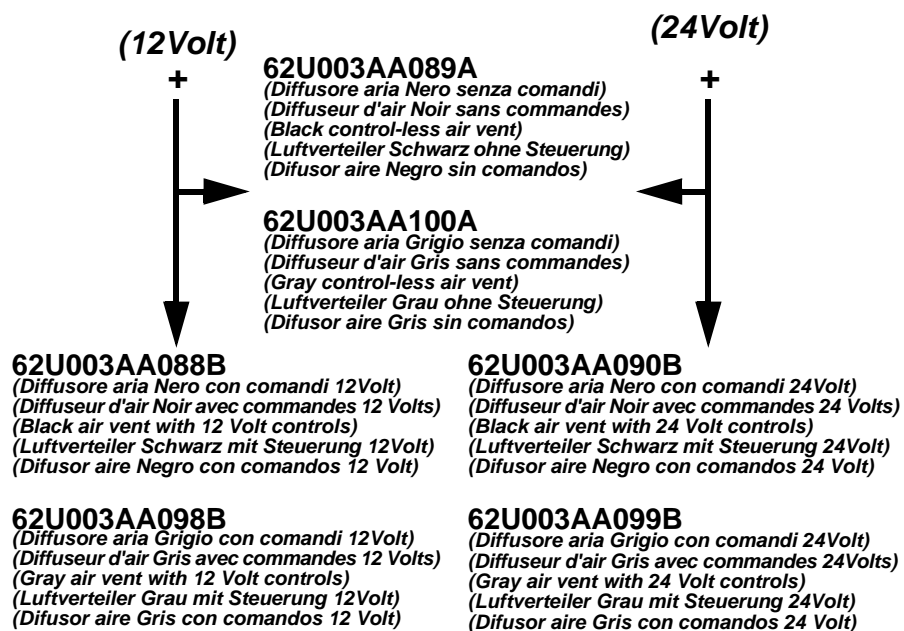 (12Volt)
(24Volt)
+
+
62U003AA089A
(Diffusore aria Nero senza comandi)
(Diffuseur d'air Noir sans commandes)
(Black control-less air vent)
(Luftverteiler Schwarz ohne Steuerung)
(Difusor aire Negro sin comandos)
62U003AA100A
(Diffusore aria Grigio senza comandi)
(Diffuseur d'air Gris sans commandes)
(Gray control-less air vent)
(Luftverteiler Grau ohne Steuerung)
(Difusor aire Gris sin comandos)
62U003AA088B
(Diffusore aria Nero con comandi 12Volt)
(Diffuseur d'air Noir avec commandes 12 Volts)
(Black air vent with 12 Volt controls)
(Luftverteiler Schwarz mit Steuerung 12Volt)
(Difusor aire Negro con comandos 12 Volt)
62U003AA090B
(Diffusore aria Nero con comandi 24Volt)
(Diffuseur d'air Noir avec commandes 24 Volts)
(Black air vent with 24 Volt controls)
(Luftverteiler Schwarz mit Steuerung 24Volt)
(Difusor aire Negro con comandos 24 Volt)
62U003AA098B
(Diffusore aria Grigio con comandi 12Volt)
(Diffuseur d'air Gris avec commandes 12 Volts)
(Gray air vent with 12 Volt controls)
(Luftverteiler Grau mit Steuerung 12Volt)
(Difusor aire Gris con comandos 12 Volt)
62U003AA099B
(Diffusore aria Grigio con comandi 24Volt)
(Diffuseur d'air Gris avec commandes 24Volts)
(Gray air vent with 24 Volt controls)
(Luftverteiler Grau mit Steuerung 24Volt)
(Difusor aire Gris con comandos 24 Volt)